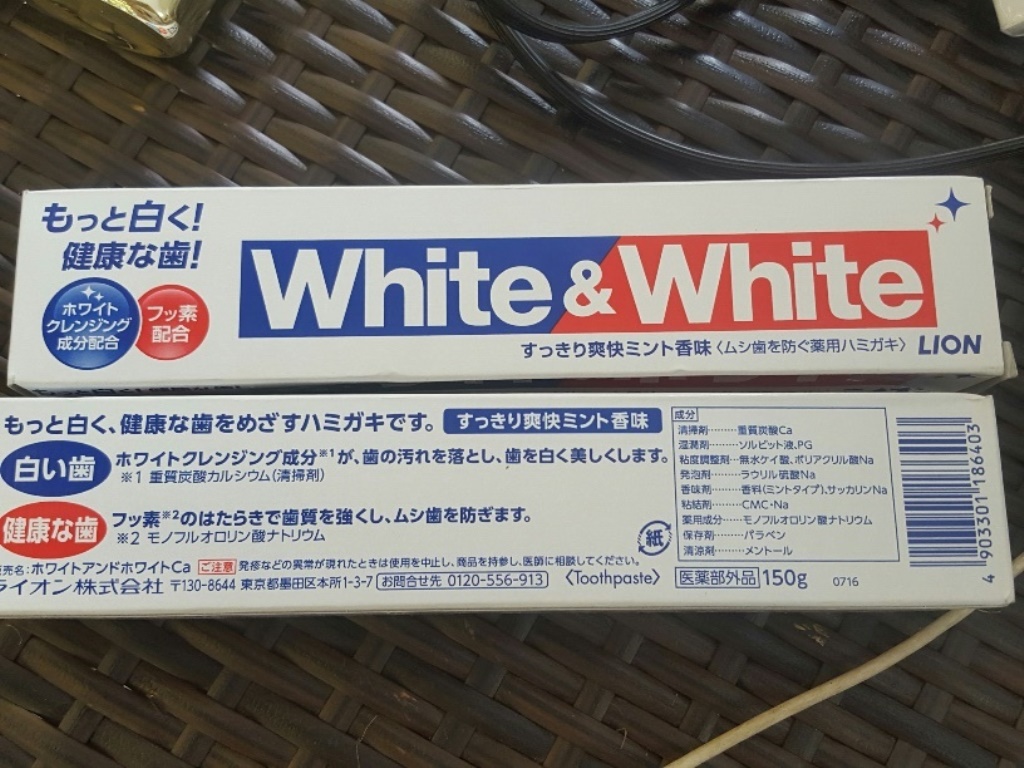 もっと白く!
健康な歯!
ホワイト
クレンジング
成分配合
フッ素
配合
White & White
すっきり爽快ミント香味〈ムシ歯を防ぐ薬用ハミガキ〉 LION
もっと白く、健康な歯をめざすハミガキです。 すっきり爽快ミント香味
白い歯
ホワイトクレンジング成分※1が、歯の汚れを落とし、歯を白く美しくします。
※1 重質炭酸カルシウム(清掃剤)
健康な歯
フッ素※2のはたらきで歯質を強くし、ムシ歯を防ぎます。
※2 モノフルオロリン酸ナトリウム
売名:ホワイトアンドホワイトCa ご注意 発疹などの異常が現れたときは使用を中止し、商品を持参し、医師に相談してください。
ライオン株式会社 〒130-8644 東京都墨田区本所1-3-7 お問合せ先 0120-556-913 〈Toothpaste〉
紙
成分
清掃剤………重質炭酸Ca
湿潤剤………ソルビット液、PG
粘度調整剤…無水ケイ酸、ポリアクリル酸Na
発泡剤………ラウリル硫酸Na
香味剤………香料(ミントタイプ)、サッカリンNa
粘結剤………CMC・Na
薬用成分……モノフルオロリン酸ナトリウム
保存剤………パラベン
清涼剤………メントール
医薬部外品 150g 0716
4 903301 186403